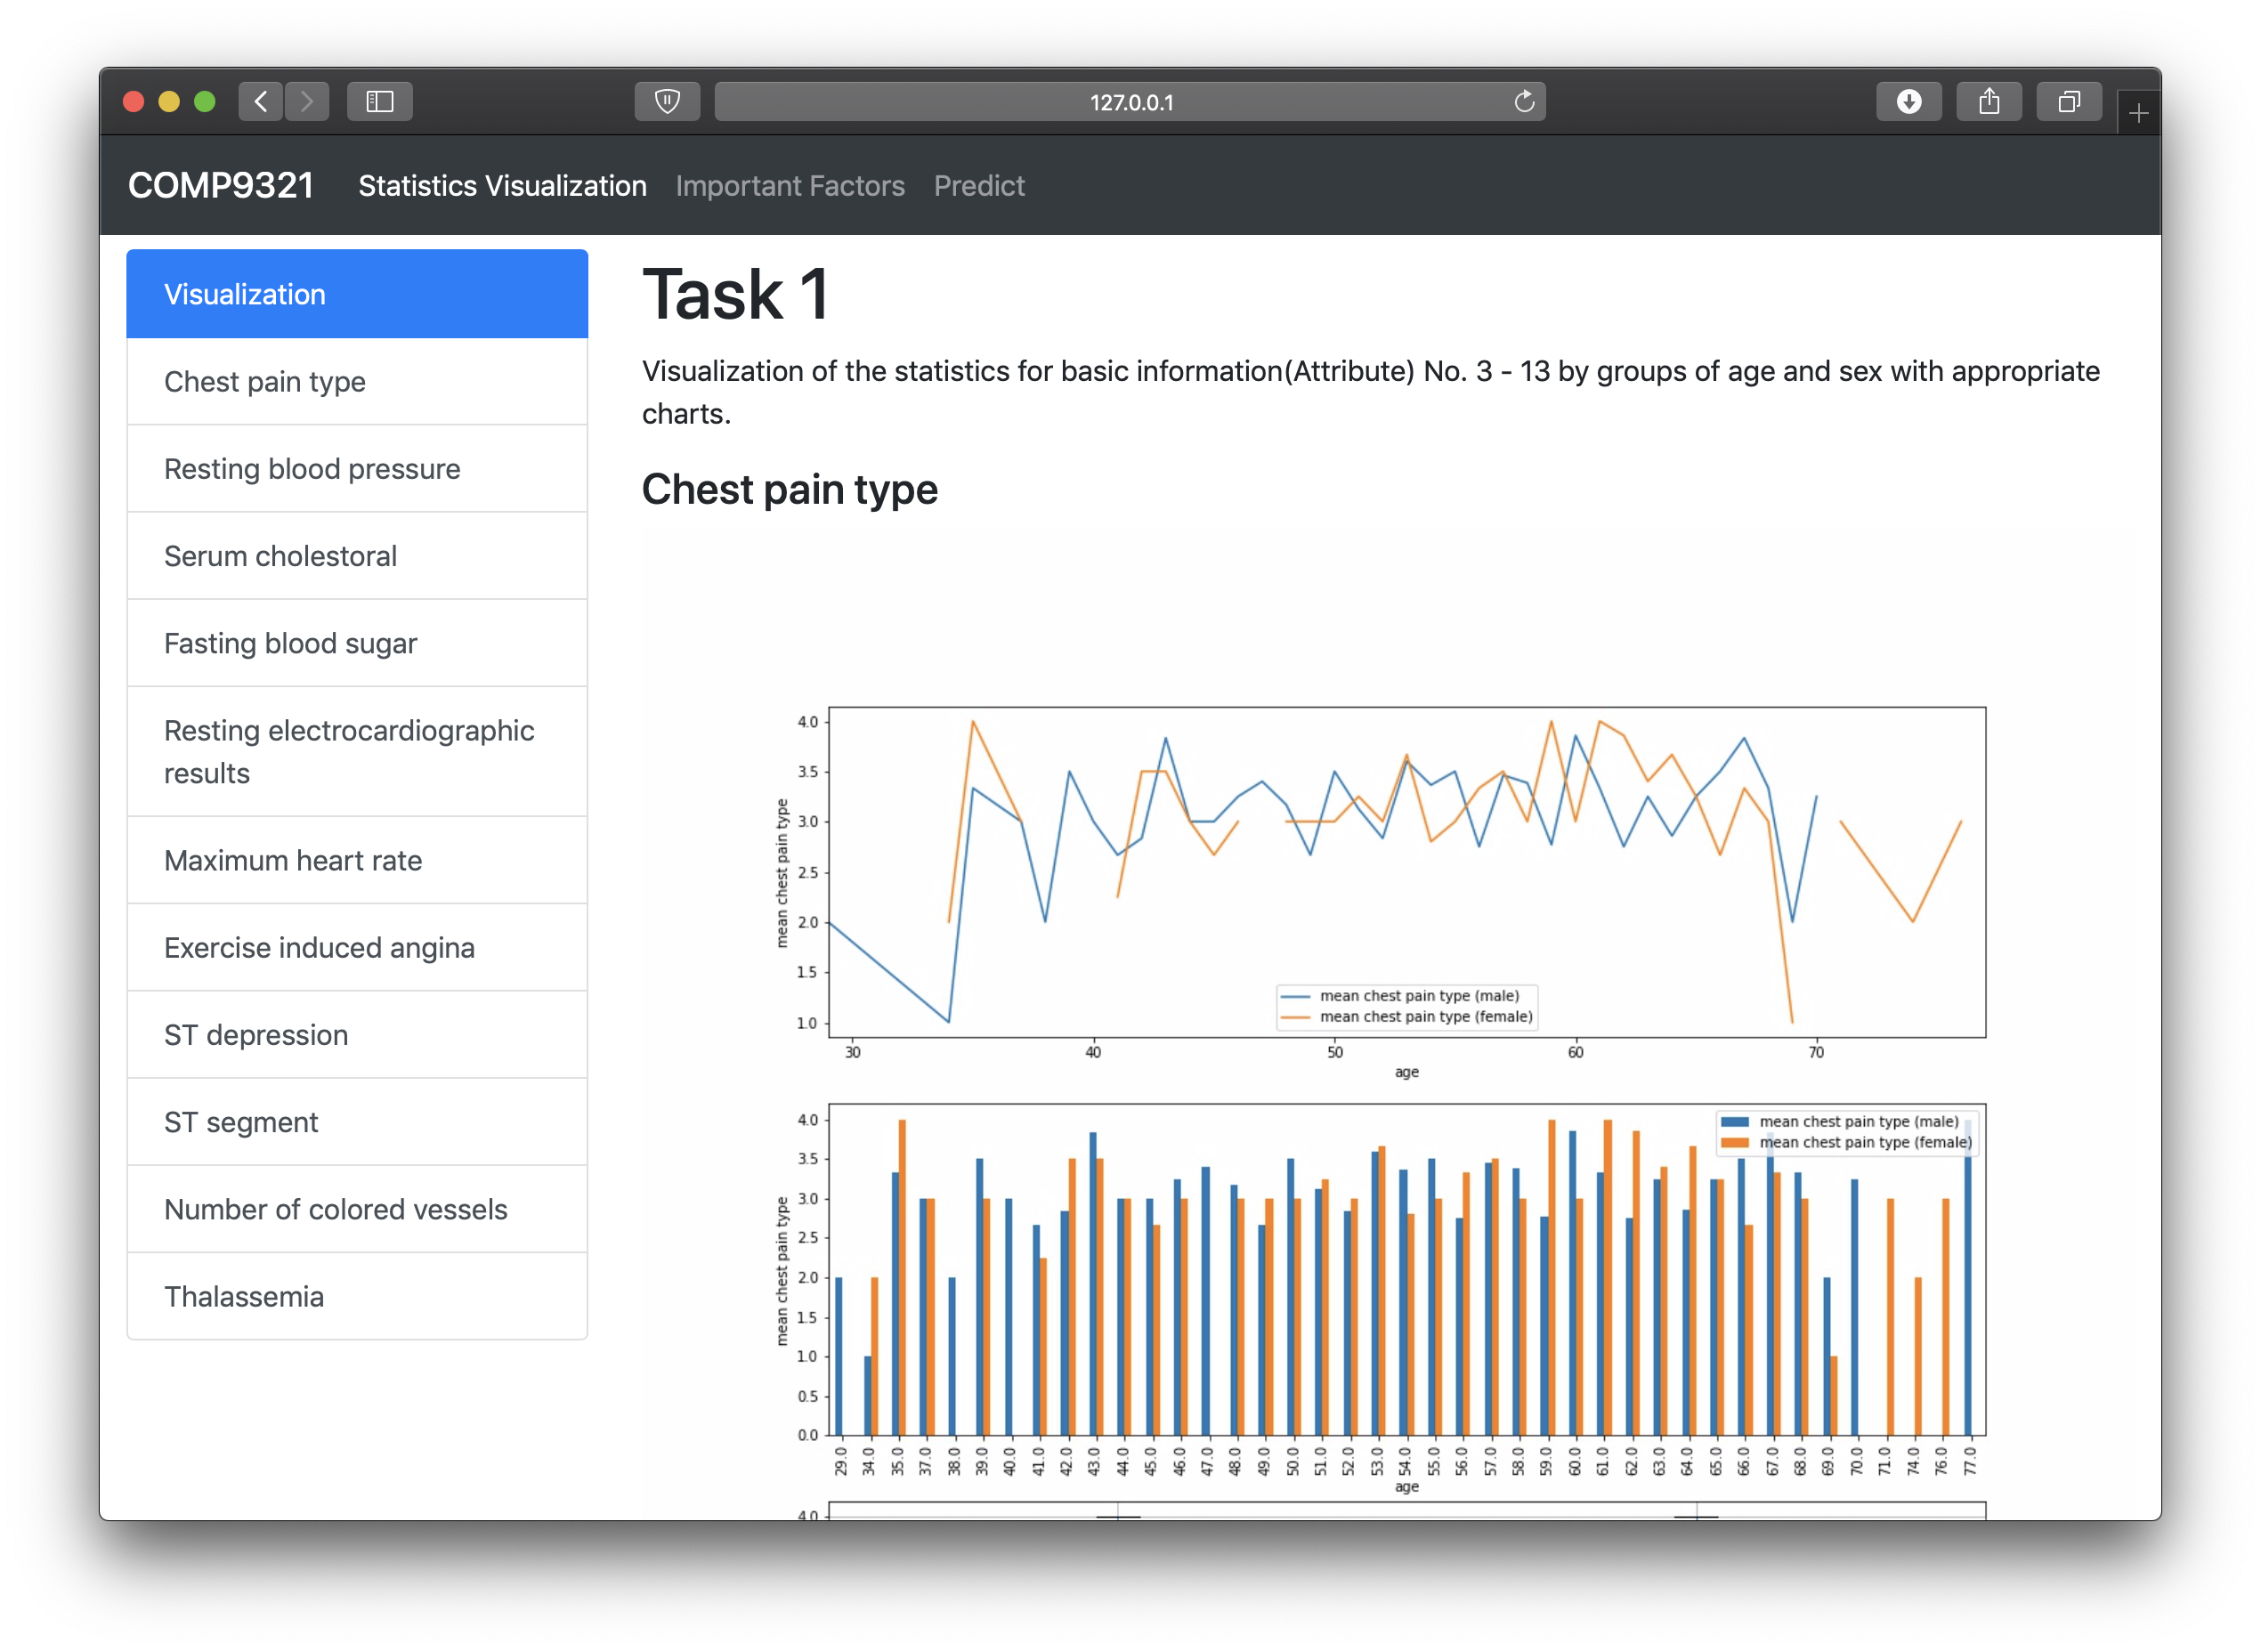 127.0.0.1
COMP9321 Statistics Visualization Important Factors Predict
Visualization
Chest pain type
Resting blood pressure
Serum cholestoral
Fasting blood sugar
Resting electrocardiographic
results
Maximum heart rate
Exercise induced angina
ST depression
ST segment
Number of colored vessels
Thalassemia
Task 1
Visualization of the statistics for basic information(Attribute) No. 3 - 13 by groups of age and sex with appropriate
charts.
Chest pain type
4.0
3.5
3.0
2.5
2.0
1.5
1.0
mean chest pain type
mean chest pain type (male)
mean chest pain type (female)
30 40 50 60 70
age
4.0
3.5
3.0
2.5
2.0
1.5
1.0
0.5
0.0
mean chest pain type
mean chest pain type (male)
mean chest pain type (female)
29.0 34.0 35.0 37.0 38.0 39.0 40.0 41.0 42.0 43.0 44.0 45.0 46.0 47.0 48.0 49.0 50.0 51.0 52.0 53.0 54.0 55.0 56.0 57.0 58.0 59.0 60.0 61.0 62.0 63.0 64.0 65.0 66.0 67.0 68.0 69.0 70.0 71.0 74.0 76.0 77.0
age
4.0